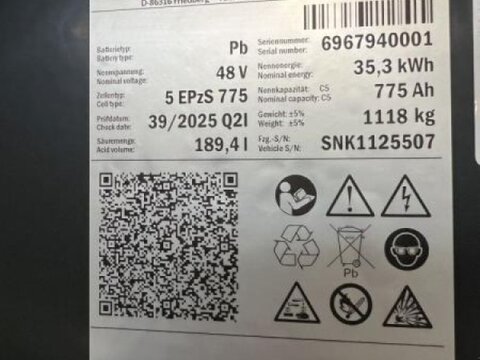 D-86316 Friedberg
Batterietyp: Pb
Battery type:
Seriennummer: 6967940001
Serial number:
Nennspannung: 48 V
Nominal voltage:
Nennenergie: 35,3 kWh
Nominal energy:
Zellentyp: 5 EPzS 775
Cell type:
Nennkapazität: C5 775 Ah
Nominal capacity: C5
Prüfdatum: 39/2025 Q2I
Check date:
Gewicht: ±5% 1118 kg
Weight: ±5%
Säuremenge: 189,4 l
Acid volume:
Fzg.-S/N: SNK1125507
Vehicle S/N:
Pb